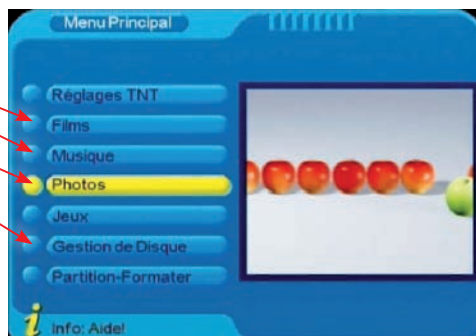 Menu Principal
Réglages TNT
Films
Musique
Photos
Jeux
Gestion de Disque
Partition-Formater
i Info: Aide!